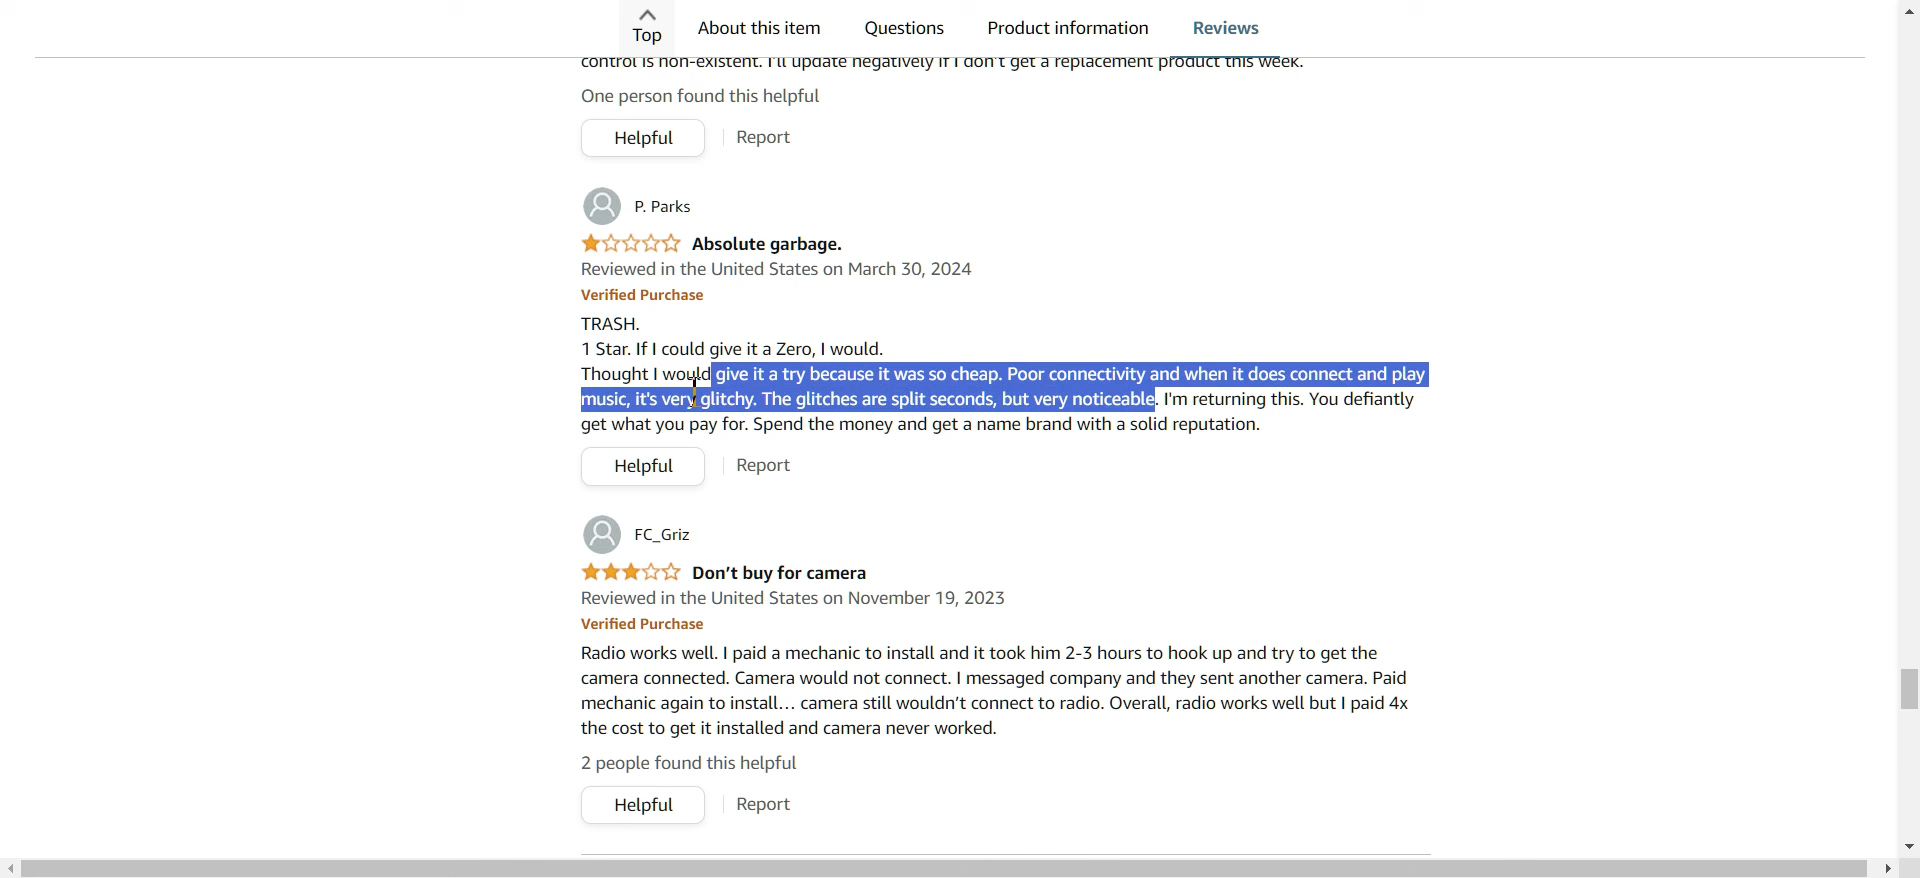 Top
About this item
Questions
Product information
Reviews
control is non-existent. I'll update negatively if I don't get a replacement product this week.
One person found this helpful
Helpful
Report
P. Parks
Absolute garbage.
Reviewed in the United States on March 30, 2024
Verified Purchase
TRASH.
1 Star. If I could give it a Zero, I would.
Thought I would give it a try because it was so cheap. Poor connectivity and when it does connect and play
music, it's very glitchy. The glitches are split seconds, but very noticeable. I'm returning this. You defiantly
get what you pay for. Spend the money and get a name brand with a solid reputation.
Helpful
Report
FC_Griz
Don’t buy for camera
Reviewed in the United States on November 19, 2023
Verified Purchase
Radio works well. I paid a mechanic to install and it took him 2-3 hours to hook up and try to get the
camera connected. Camera would not connect. I messaged company and they sent another camera. Paid
mechanic again to install... camera still wouldn’t connect to radio. Overall, radio works well but I paid 4x
the cost to get it installed and camera never worked.
2 people found this helpful
Helpful
Report